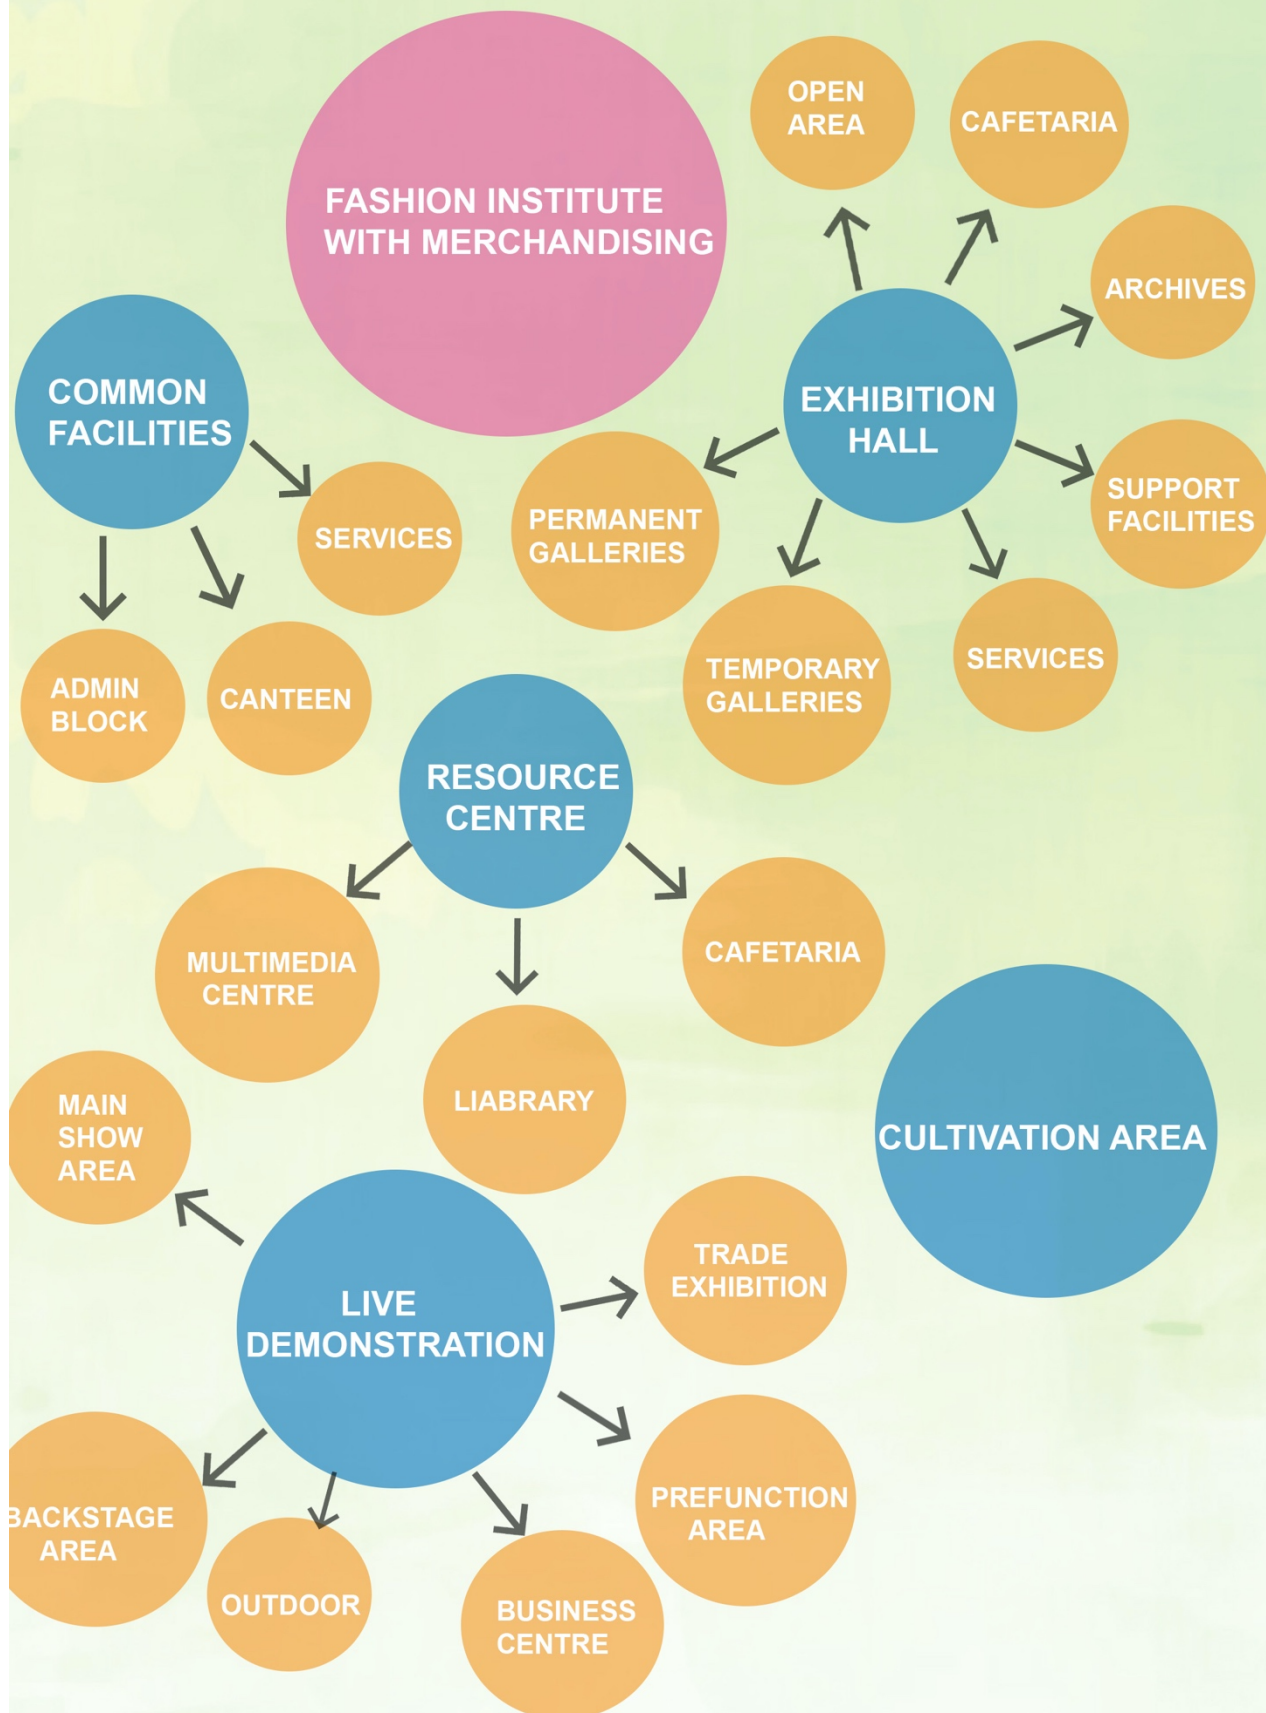 FASHION INSTITUTE
WITH MERCHANDISING
OPEN
AREA
CAFETARIA
ARCHIVES
EXHIBITION
HALL
SUPPORT
FACILITIES
SERVICES
TEMPORARY
GALLERIES
PERMANENT
GALLERIES
COMMON
FACILITIES
SERVICES
CANTEEN
ADMIN
BLOCK
RESOURCE
CENTRE
MULTIMEDIA
CENTRE
LIABRARY
CAFETARIA
CULTIVATION AREA
MAIN
SHOW
AREA
LIVE
DEMONSTRATION
TRADE
EXHIBITION
PREFUNCTION
AREA
BUSINESS
CENTRE
OUTDOOR
BACKSTAGE
AREA